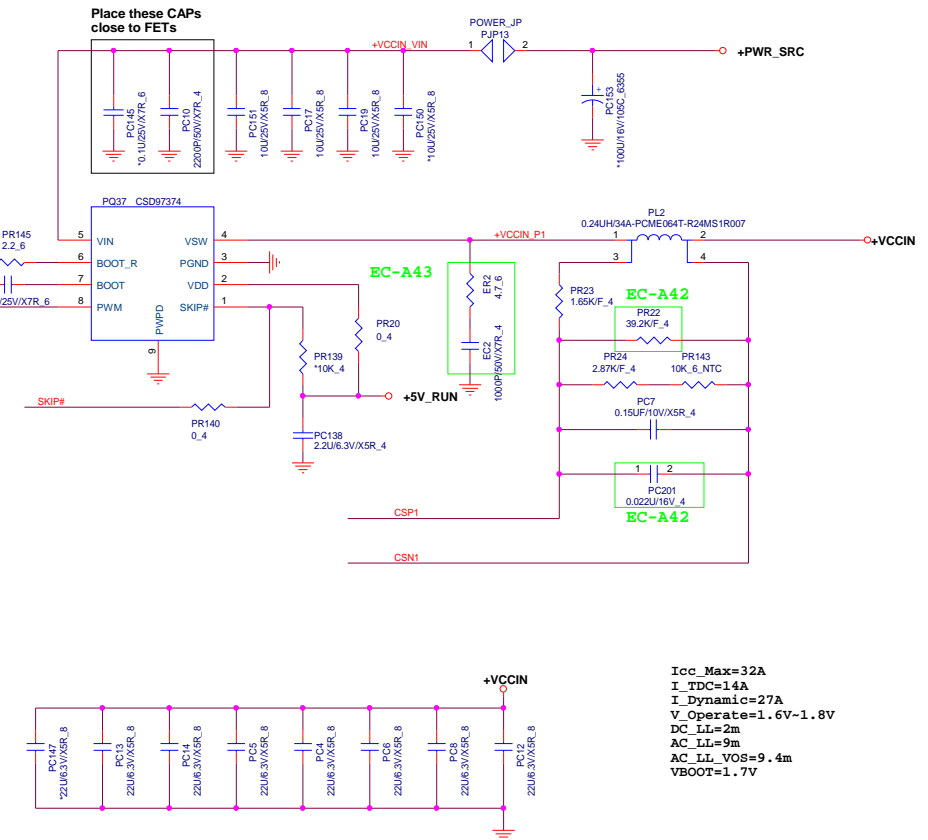 Place these CAPs
close to FETs
POWER_JP
PJP13
+VCCIN_VIN
1
2
+PWR_SRC
PC145
*0.1U/25V/X7R_6
PC10
2200P/50V/X7R_4
PC151
10U/25V/X5R_8
PC17
10U/25V/X5R_8
PC19
10U/25V/X5R_8
PC150
*10U/25V/X5R_8
+
PC153
*100U/16V/105C_6355
PQ37 CSD97374
PR145
2.2_6
/25V/X7R_6
5
6
7
8
VIN
BOOT_R
BOOT
PWM
VSW
PGND
VDD
SKIP#
PWPD
4
3
2
1
9
+VCCIN_P1
PL2
0.24UH/34A-PCME064T-R24MS1R007
1
2
3
4
+VCCIN
EC-A43
ER2
4.7_6
EC2
1000P/50V/X7R_4
PR23
1.65K/F_4
EC-A42
PR22
39.2K/F_4
PR24
2.87K/F_4
PR143
10K_6_NTC
PC7
0.15UF/10V/X5R_4
1
2
PC201
0.022U/16V_4
EC-A42
PR20
0_4
PR139
*10K_4
+5V_RUN
SKIP#
PR140
0_4
PC138
2.2U/6.3V/X5R_4
CSP1
CSN1
+VCCIN
PC147
*22U/6.3V/X5R_8
PC13
22U/6.3V/X5R_8
PC14
22U/6.3V/X5R_8
PC5
22U/6.3V/X5R_8
PC4
22U/6.3V/X5R_8
PC6
22U/6.3V/X5R_8
PC8
22U/6.3V/X5R_8
PC12
22U/6.3V/X5R_8
Icc_Max=32A
I_TDC=14A
I_Dynamic=27A
V_Operate=1.6V~1.8V
DC_LL=2m
AC_LL=9m
AC_LL_VOS=9.4m
VBOOT=1.7V